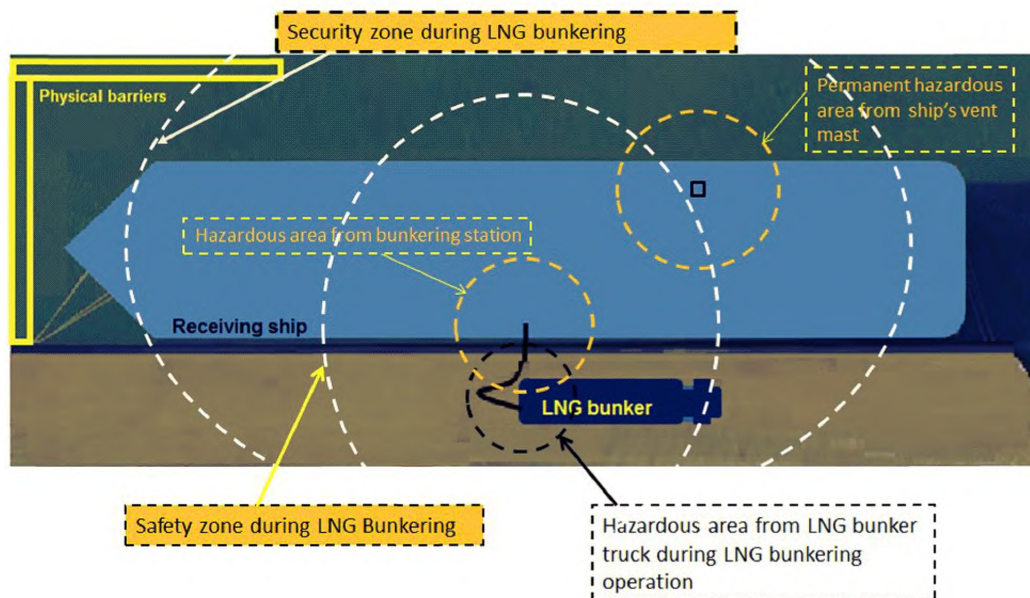 Security zone during LNG bunkering
Physical barriers
Permanent hazardous
area from ship's vent
mast
Hazardous area from bunkering station
Receiving ship
LNG bunker
Safety zone during LNG Bunkering
Hazardous area from LNG bunker
truck during LNG bunkering
operation